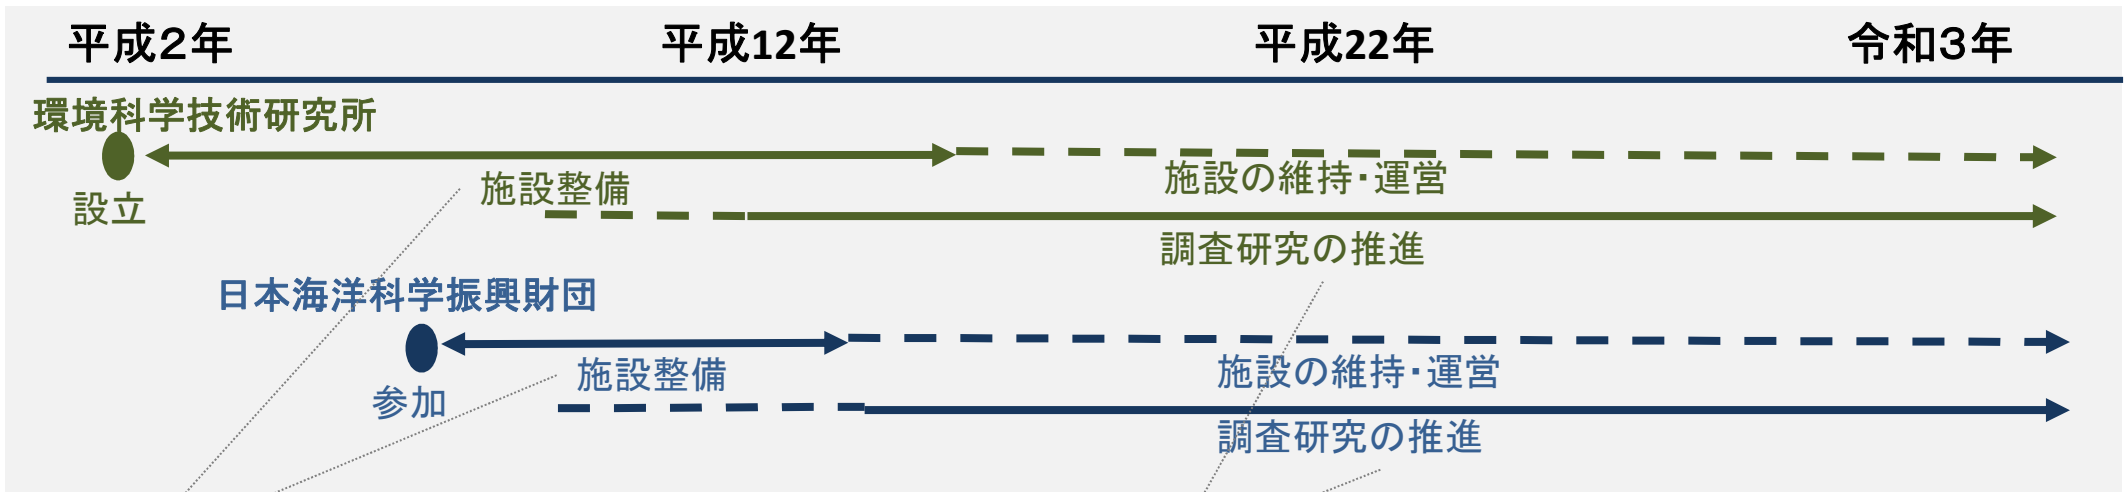 平成２年 平成12年 平成22年 令和３年
環境科学技術研究所
設立
施設整備
施設の維持・運営
調査研究の推進
日本海洋科学振興財団
参加
施設整備
施設の維持・運営
調査研究の推進